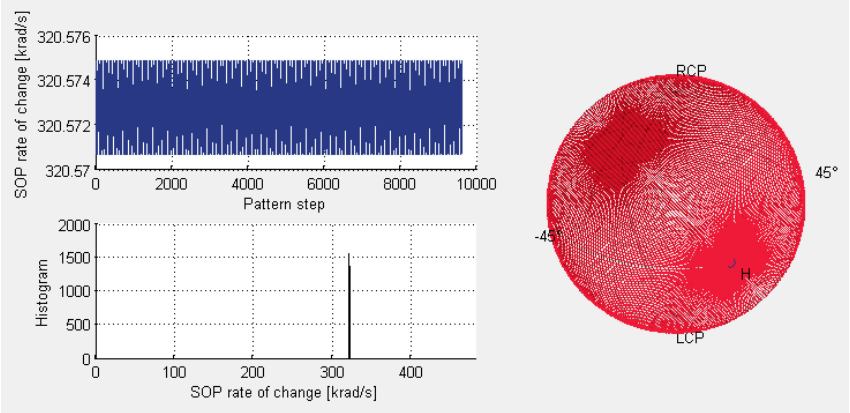 SOP rate of change [krad/s]
320.576
320.574
320.572
320.57
0 2000 4000 6000 8000 10000
Pattern step
Histogram
2000
1500
1000
500
0
0 100 200 300 400
SOP rate of change [krad/s]
RCP
45°
-45°
H
LCP